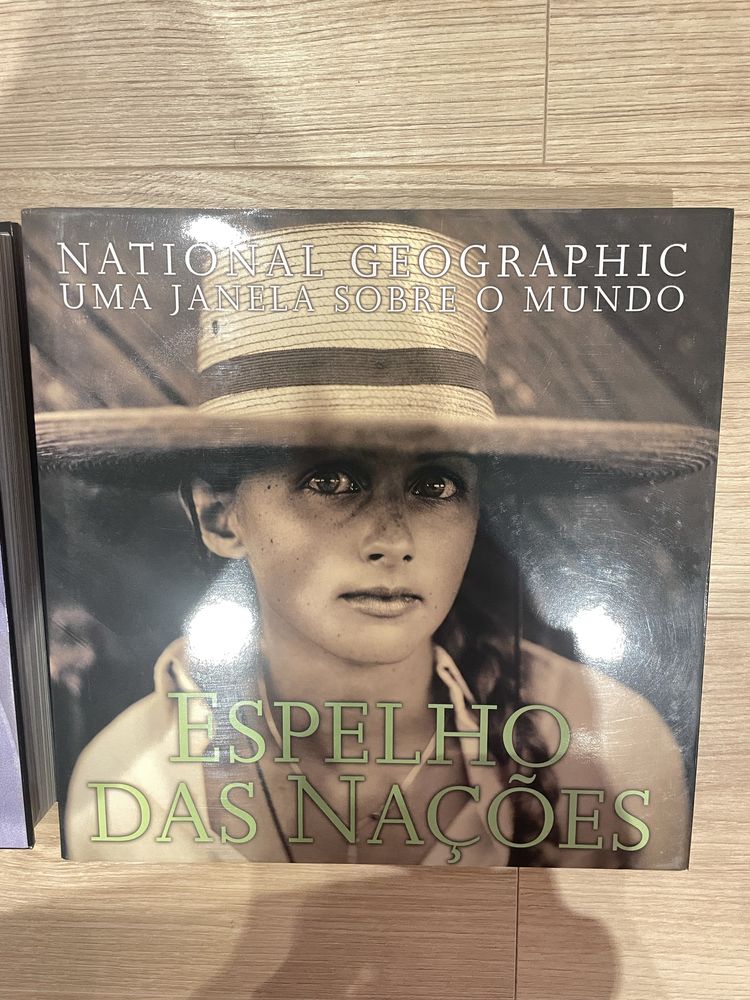 NATIONAL GEOGRAPHIC
UMA JANELA SOBRE O MUNDO
ESPELHO
DAS NAÇÕES